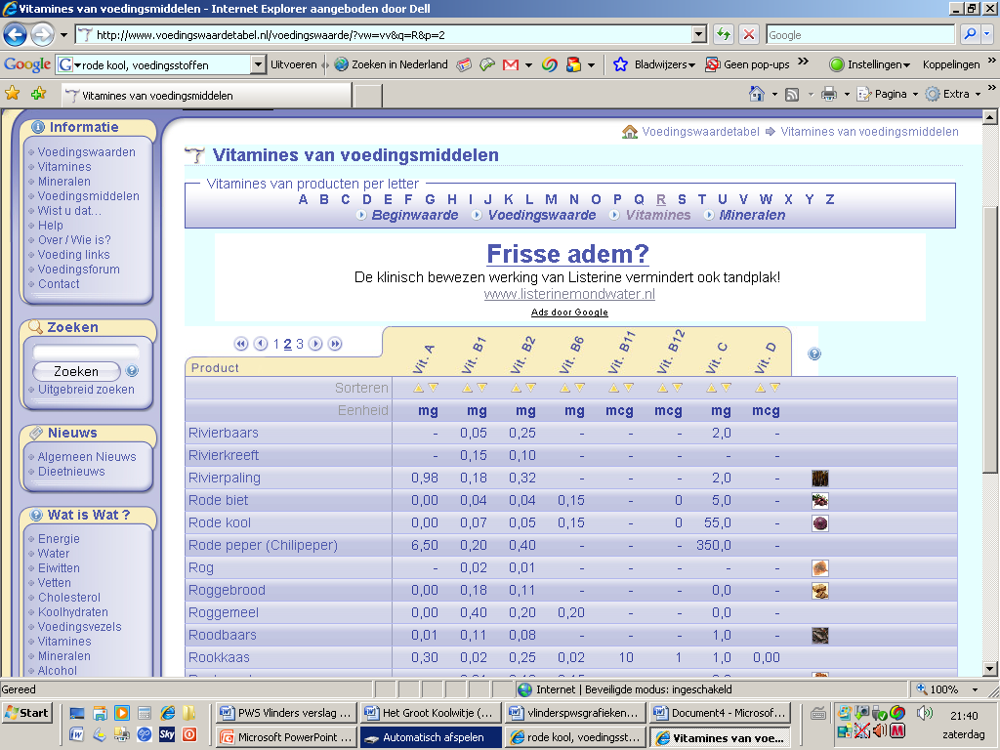 Vitamines van voedingsmiddelen - Internet Explorer aangeboden door Dell
http://www.voedingswaardetabel.nl/voedingswaarde/?vw=vv&q=R&p=2
Google
Google rode kool, voedingsstoffen Uitvoeren Zoeken in Nederland Bladwijzers Geen pop-ups Instellingen Koppelingen
Vitamines van voedingsmiddelen Pagina Extra
Informatie
Voedingswaarden
Vitamines
Mineralen
Voedingsmiddelen
Wist u dat...
Help
Over / Wie is?
Voeding links
Voedingsforum
Contact
Zoeken
Zoeken
Uitgebreid zoeken
Nieuws
Algemeen Nieuws
Dieetnieuws
Wat is Wat ?
Energie
Water
Eiwitten
Vetten
Cholesterol
Koolhydraten
Voedingsvezels
Vitamines
Mineralen
Alcohol
Voedingswaardetabel Vitamines van voedingsmiddelen
Vitamines van voedingsmiddelen
Vitamines van producten per letter
A B C D E F G H I J K L M N O P Q R S T U V W X Y Z
Beginwaarde Voedingswaarde Vitamines Mineralen
Frisse adem?
De klinisch bewezen werking van Listerine vermindert ook tandplak!
www.listerinemondwater.nl
Ads door Google
1 2 3
Product Vit. A Vit. B1 Vit. B2 Vit. B6 Vit. B11 Vit. B12 Vit. C Vit. D
Sorteren
Eenheid mg mg mg mg mcg mcg mg mcg
Rivierbaars - 0,05 0,25 - - - 2,0 -
Rivierkreeft - 0,15 0,10 - - - - -
Rivierpaling 0,98 0,18 0,32 - - - 2,0 -
Rode biet 0,00 0,04 0,04 0,15 - 0 5,0 -
Rode kool 0,00 0,07 0,05 0,15 - 0 55,0 -
Rode peper (Chilipeper) 6,50 0,20 0,40 - - - 350,0 -
Rog - 0,02 0,01 - - - - -
Roggebrood 0,00 0,18 0,11 - - - 0,0 -
Roggemeel 0,00 0,40 0,20 0,20 - - 0,0 -
Roodbaars 0,01 0,11 0,08 - - - 1,0 -
Rookkaas 0,30 0,02 0,25 0,02 10 1 1,0 0,00
Gereed Internet | Beveiligde modus: ingeschakeld 100%
Start PWS Vlinders verslag ... Het Groot Koolwitje (... vlinderspwsgrafieken... Document4 - Microsof... 21:40
Sky Microsoft PowerPoint ... Automatisch afspelen rode kool, voedingsst... Vitamines van voe... zaterdag